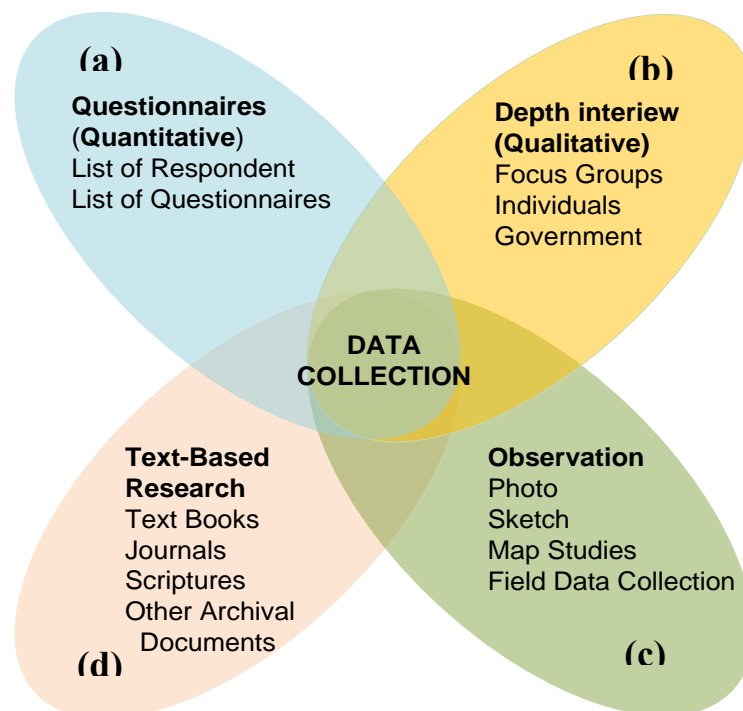 (a)
Questionnaires
(Quantitative)
List of Respondent
List of Questionnaires
(b)
Depth interiew
(Qualitative)
Focus Groups
Individuals
Government
DATA
COLLECTION
Text-Based
Research
Text Books
Journals
Scriptures
Other Archival
Documents
(d)
Observation
Photo
Sketch
Map Studies
Field Data Collection
(c)